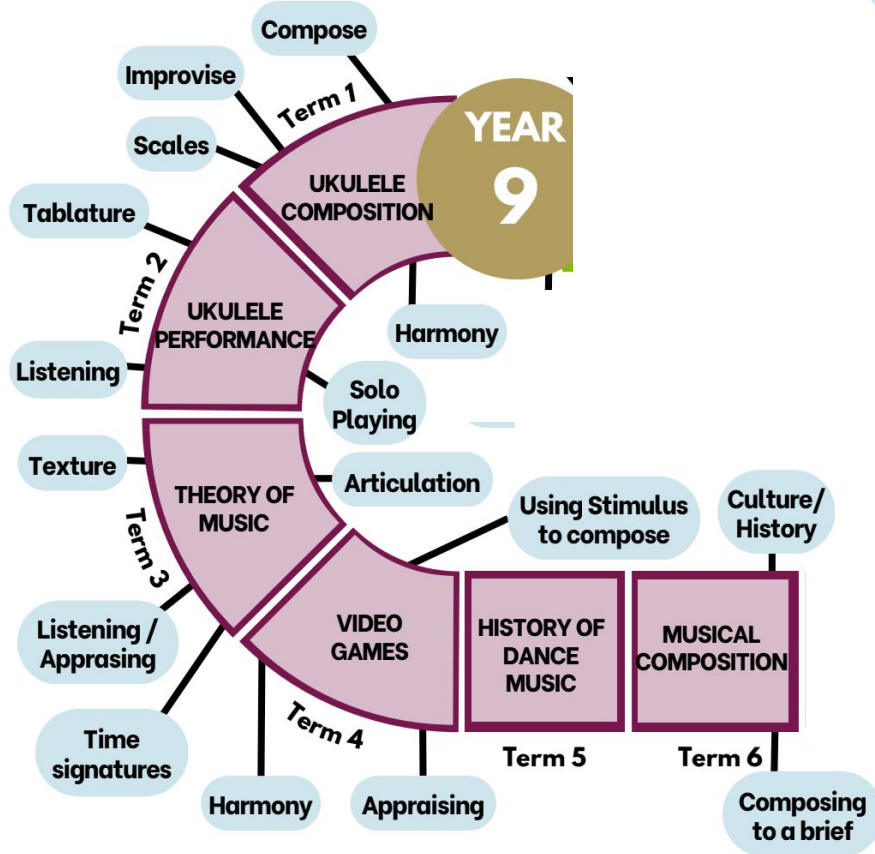 YEAR
9
Term 1
UKULELE
COMPOSITION
Compose
Improvise
Scales
Harmony
Term 2
UKULELE
PERFORMANCE
Tablature
Listening
Solo
Playing
Term 3
THEORY OF
MUSIC
Texture
Articulation
Listening /
Apprasing
Time
signatures
Term 4
VIDEO
GAMES
Using Stimulus
to compose
Harmony
Appraising
Term 5
HISTORY OF
DANCE
MUSIC
Term 6
MUSICAL
COMPOSITION
Culture/
History
Composing
to a brief